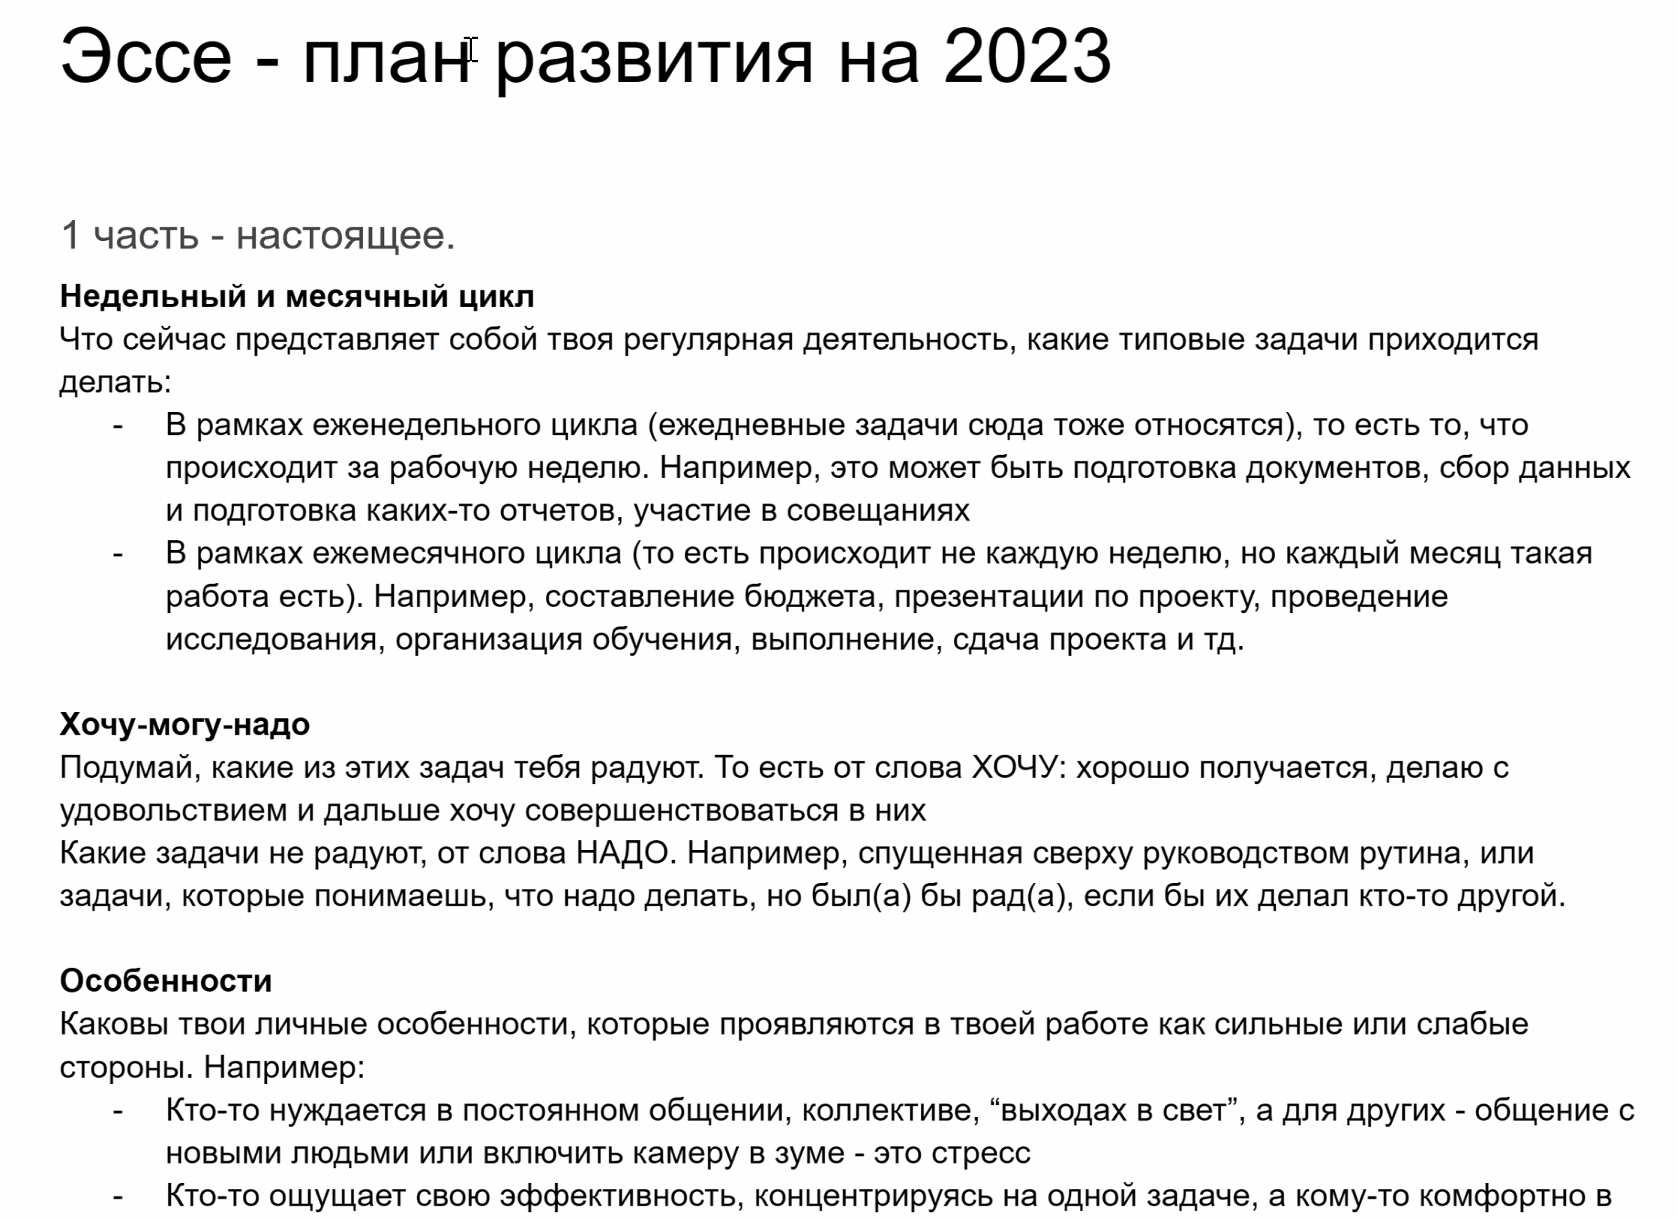 Эссе - план развития на 2023
1 часть - настоящее.
Недельный и месячный цикл
Что сейчас представляет собой твоя регулярная деятельность, какие типовые задачи приходится
делать:
- В рамках еженедельного цикла (ежедневные задачи сюда тоже относятся), то есть то, что
происходит за рабочую неделю. Например, это может быть подготовка документов, сбор данных
и подготовка каких-то отчетов, участие в совещаниях
- В рамках ежемесячного цикла (то есть происходит не каждую неделю, но каждый месяц такая
работа есть). Например, составление бюджета, презентации по проекту, проведение
исследования, организация обучения, выполнение, сдача проекта и тд.
Хочу-могу-надо
Подумай, какие из этих задач тебя радуют. То есть от слова ХОЧУ: хорошо получается, делаю с
удовольствием и дальше хочу совершенствоваться в них
Какие задачи не радуют, от слова НАДО. Например, спущенная сверху руководством рутина, или
задачи, которые понимаешь, что надо делать, но был(а) бы рад(а), если бы их делал кто-то другой.
Особенности
Каковы твои личные особенности, которые проявляются в твоей работе как сильные или слабые
стороны. Например:
- Кто-то нуждается в постоянном общении, коллективе, “выходах в свет”, а для других - общение с
новыми людьми или включить камеру в зуме - это стресс
- Кто-то ощущает свою эффективность, концентрируясь на одной задаче, а кому-то комфортно в